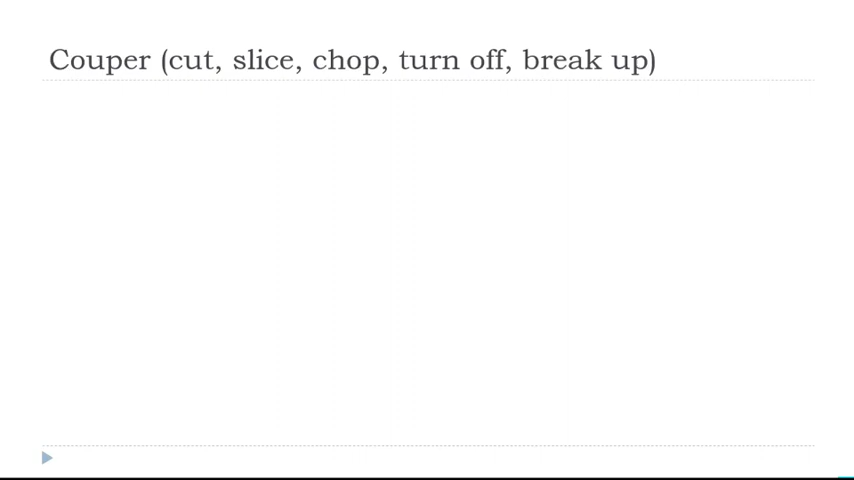 Couper (cut, slice, chop, turn off, break up)